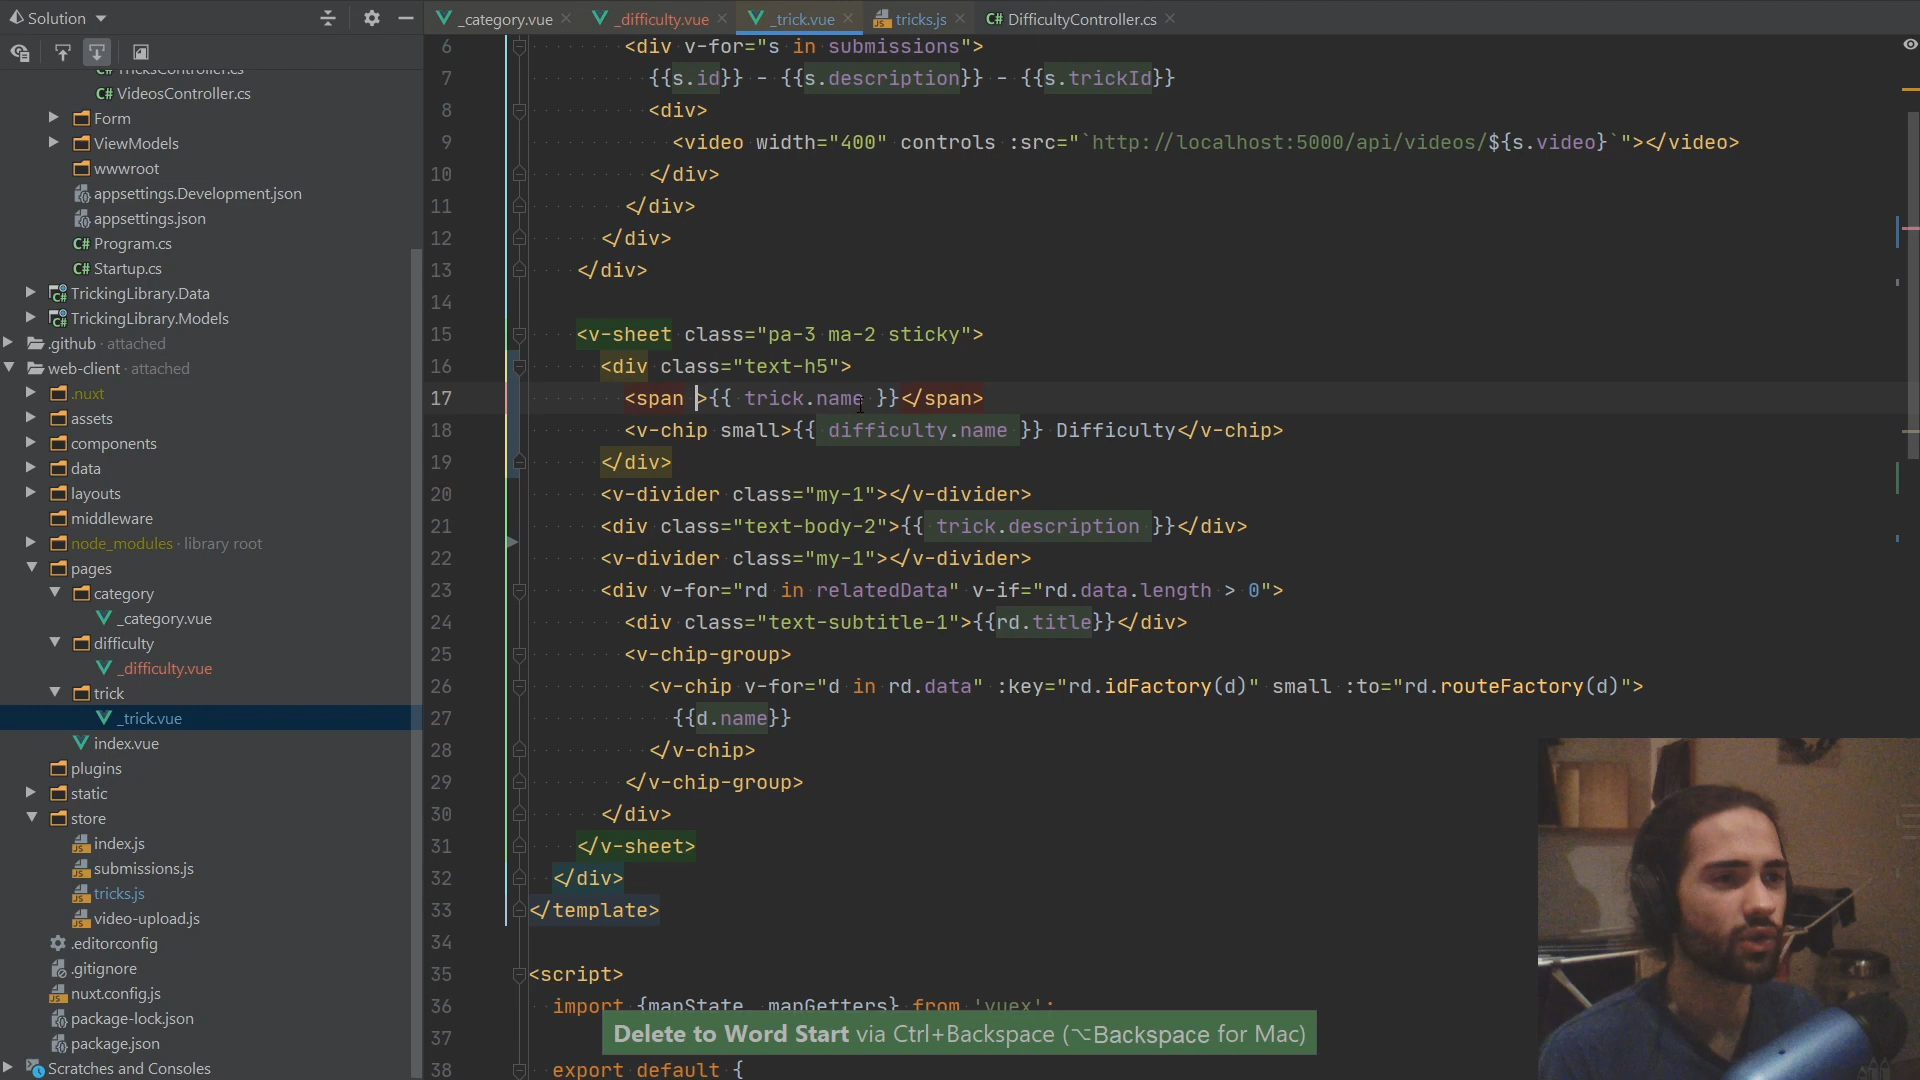 Solution
_category.vue
_difficulty.vue
_trick.vue
tricks.js
C# DifficultyController.cs
C# TricksController.cs
C# VideosController.cs
Form
ViewModels
wwwroot
appsettings.Development.json
appsettings.json
C# Program.cs
C# Startup.cs
TrickingLibrary.Data
TrickingLibrary.Models
.github · attached
web-client · attached
.nuxt
assets
components
data
layouts
middleware
node_modules · library root
pages
category
_category.vue
difficulty
_difficulty.vue
trick
_trick.vue
index.vue
plugins
static
store
index.js
submissions.js
tricks.js
video-upload.js
.editorconfig
.gitignore
nuxt.config.js
package-lock.json
package.json
Scratches and Consoles
6 <div v-for="s in submissions">
7 {{s.id}} - {{s.description}} - {{s.trickId}}
8 <div>
9 <video width="400" controls :src="`http://localhost:5000/api/videos/${s.video}`"></video>
10 </div>
11 </div>
12 </div>
13 </div>
14
15 <v-sheet class="pa-3 ma-2 sticky">
16 <div class="text-h5">
17 <span >{{ trick.name }}</span>
18 <v-chip small>{{ difficulty.name }} Difficulty</v-chip>
19 </div>
20 <v-divider class="my-1"></v-divider>
21 <div class="text-body-2">{{ trick.description }}</div>
22 <v-divider class="my-1"></v-divider>
23 <div v-for="rd in relatedData" v-if="rd.data.length > 0">
24 <div class="text-subtitle-1">{{rd.title}}</div>
25 <v-chip-group>
26 <v-chip v-for="d in rd.data" :key="rd.idFactory(d)" small :to="rd.routeFactory(d)">
27 {{d.name}}
28 </v-chip>
29 </v-chip-group>
30 </div>
31 </v-sheet>
32 </div>
33 </template>
34
35 <script>
36 import {mapState, mapGetters} from 'vuex';
37
38 export default {
Delete to Word Start via Ctrl+Backspace (⌥Backspace for Mac)